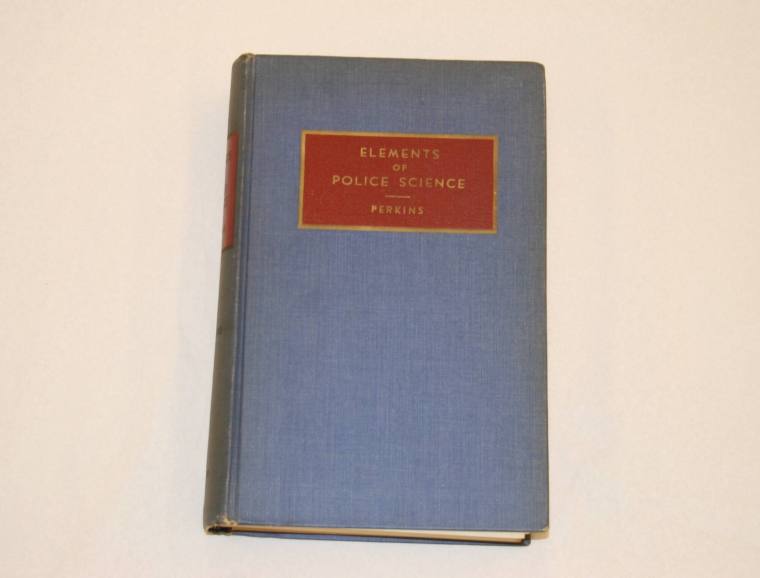 ELEMENTS
OF
POLICE SCIENCE
PERKINS